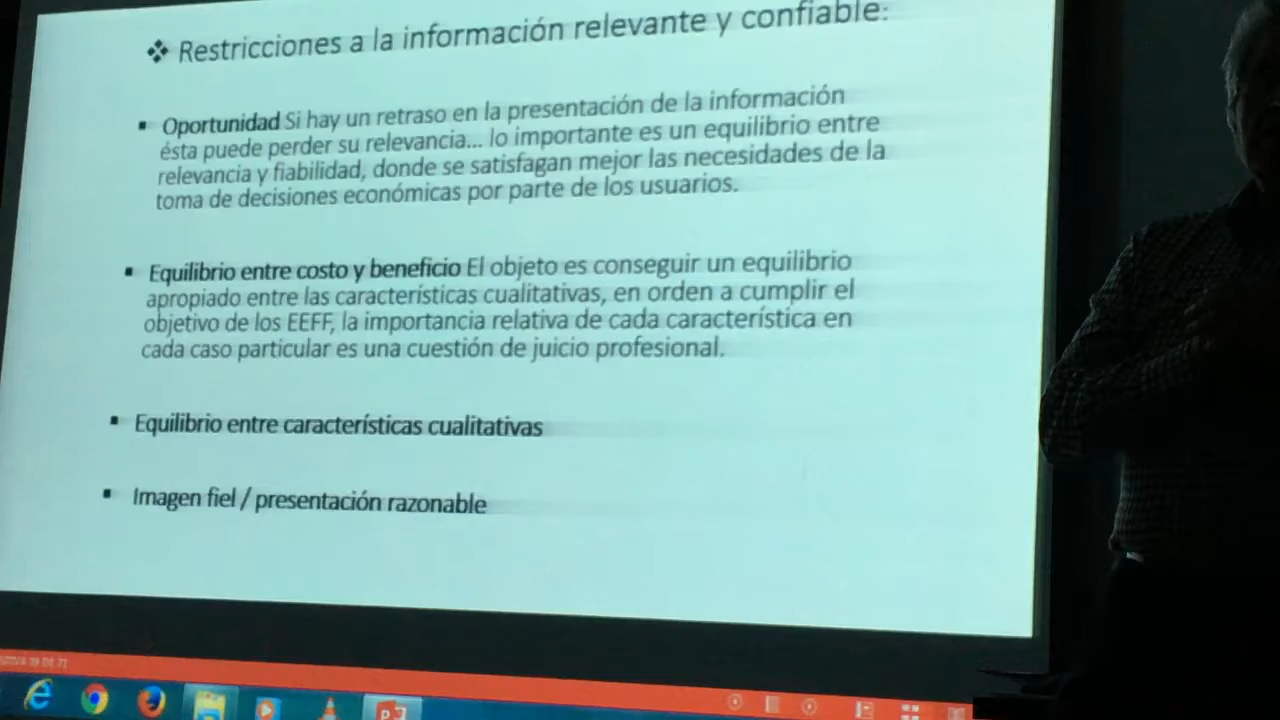 ❖ Restricciones a la información relevante y confiable:
▪ Oportunidad Si hay un retraso en la presentación de la información
ésta puede perder su relevancia... lo importante es un equilibrio entre
relevancia y fiabilidad, donde se satisfagan mejor las necesidades de la
toma de decisiones económicas por parte de los usuarios.
▪ Equilibrio entre costo y beneficio El objeto es conseguir un equilibrio
apropiado entre las características cualitativas, en orden a cumplir el
objetivo de los EEFF, la importancia relativa de cada característica en
cada caso particular es una cuestión de juicio profesional.
▪ Equilibrio entre características cualitativas
▪ Imagen fiel / presentación razonable